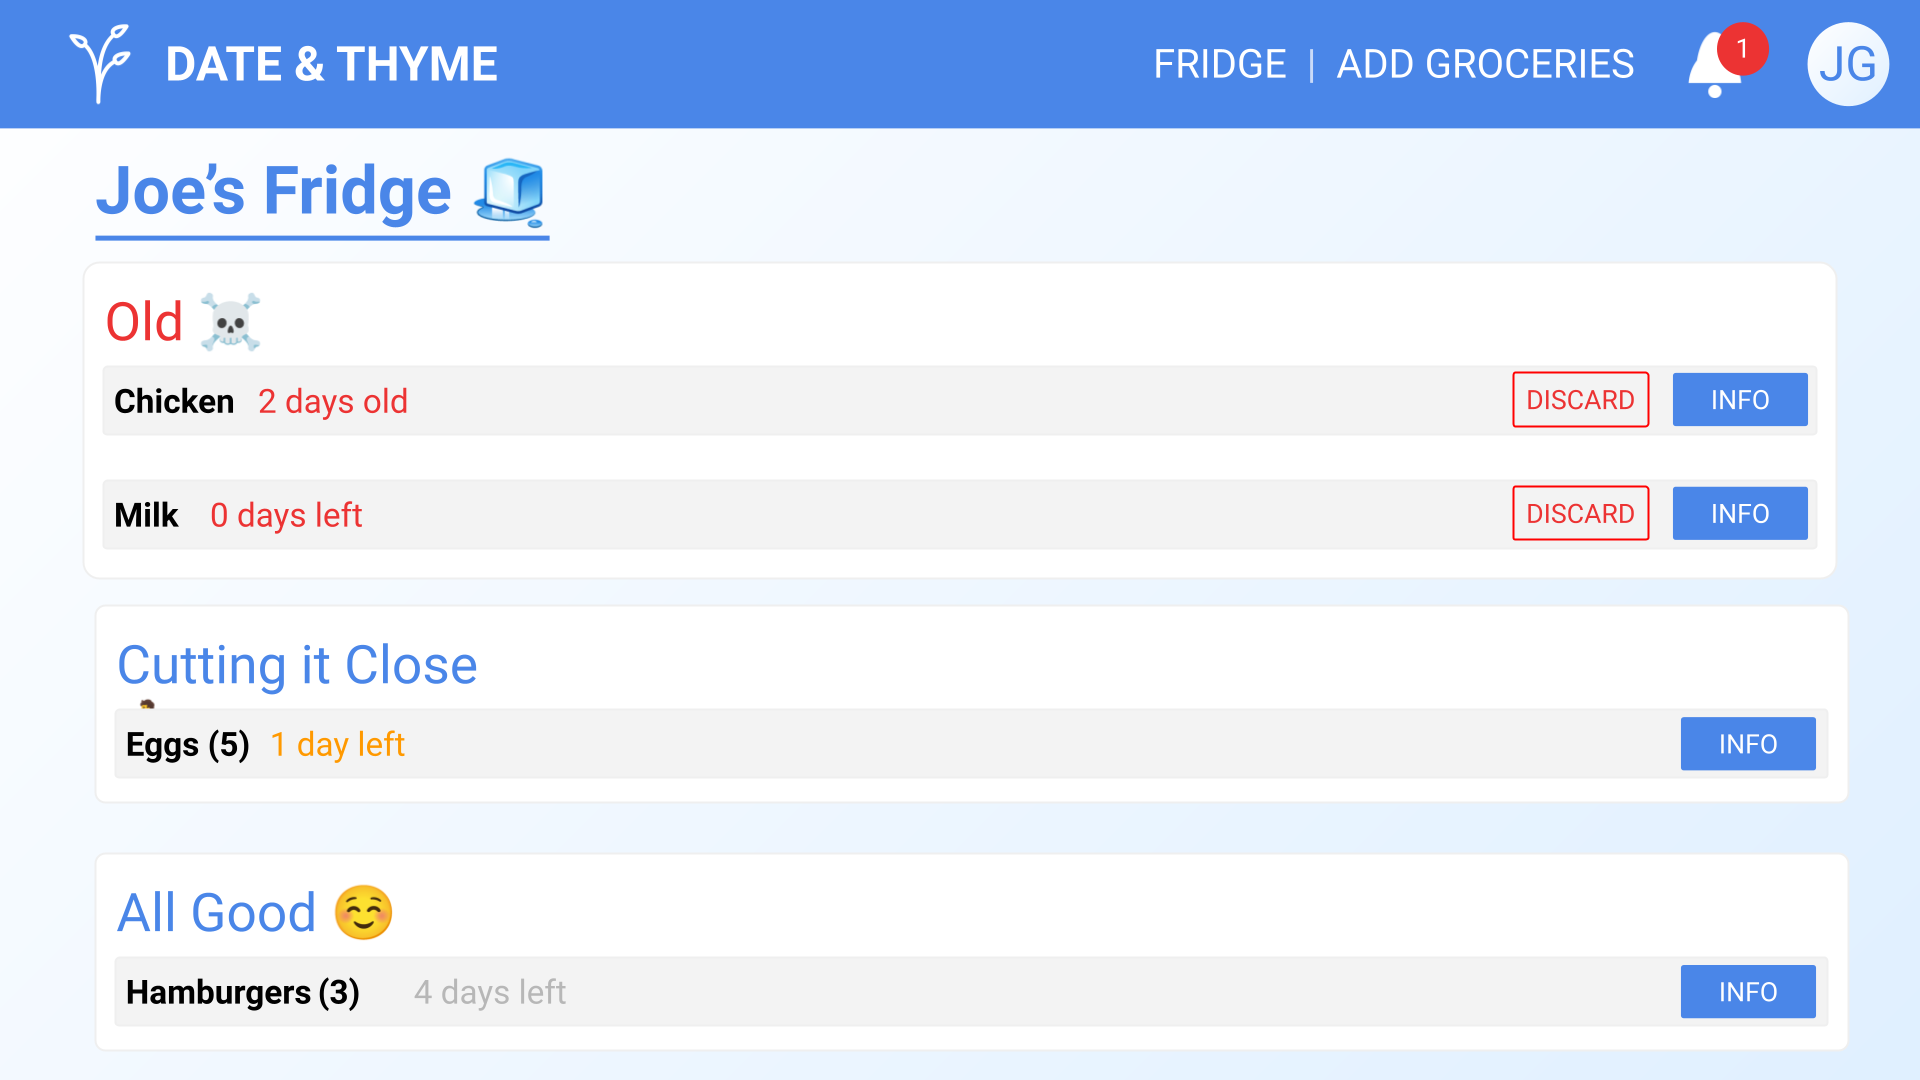 DATE & THYME
FRIDGE | ADD GROCERIES
1
JG
Joe’s Fridge
Old
Chicken 2 days old DISCARD INFO
Milk 0 days left DISCARD INFO
Cutting it Close
Eggs (5) 1 day left INFO
All Good
Hamburgers (3) 4 days left INFO